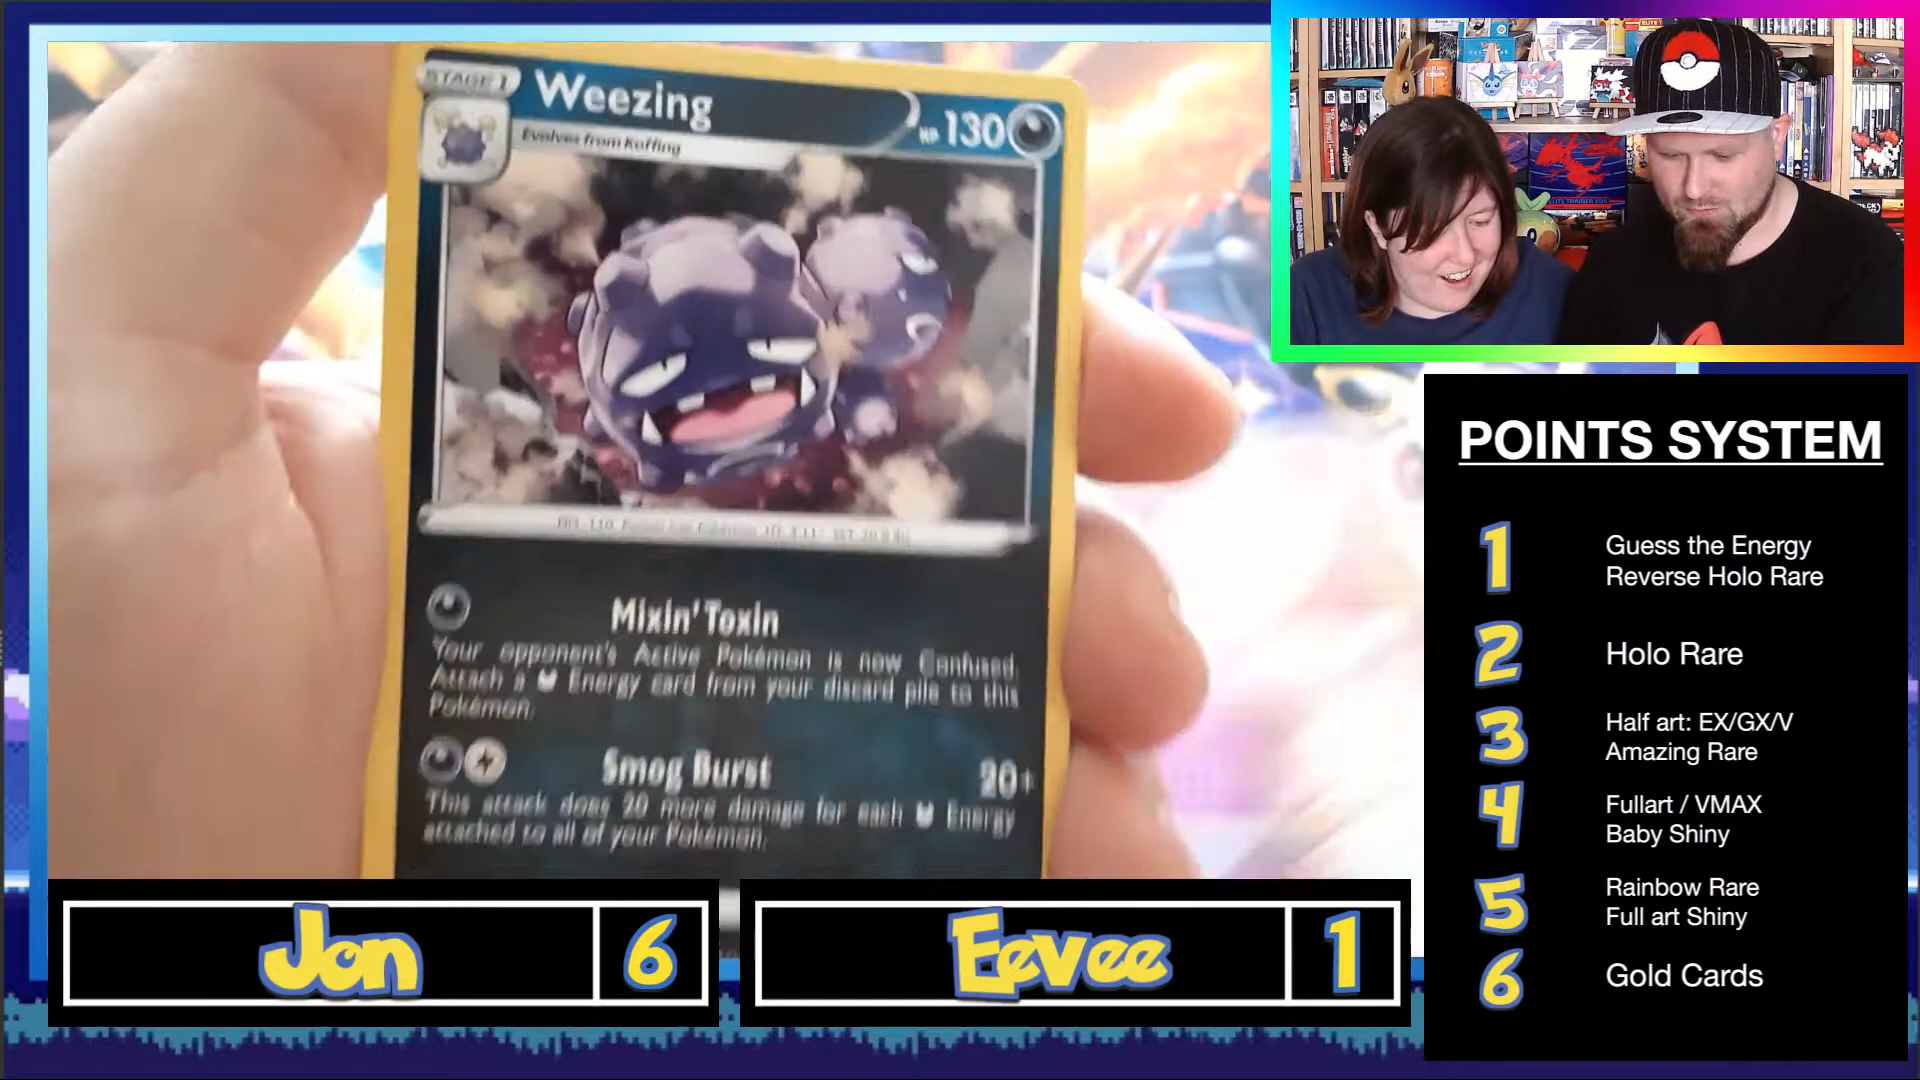 STAGE 1
Weezing
HP 130
Evolves from Koffing
Mixin' Toxin
Your opponent's Active Pokémon is now Confused.
Attach a Energy card from your discard pile to this
Pokémon.
Smog Burst 20+
This attack does 20 more damage for each Energy
attached to all of your Pokémon.
Jon 6
Eevee 1
POINTS SYSTEM
1 Guess the Energy
Reverse Holo Rare
2 Holo Rare
3 Half art: EX/GX/V
Amazing Rare
4 Fullart / VMAX
Baby Shiny
5 Rainbow Rare
Full art Shiny
6 Gold Cards